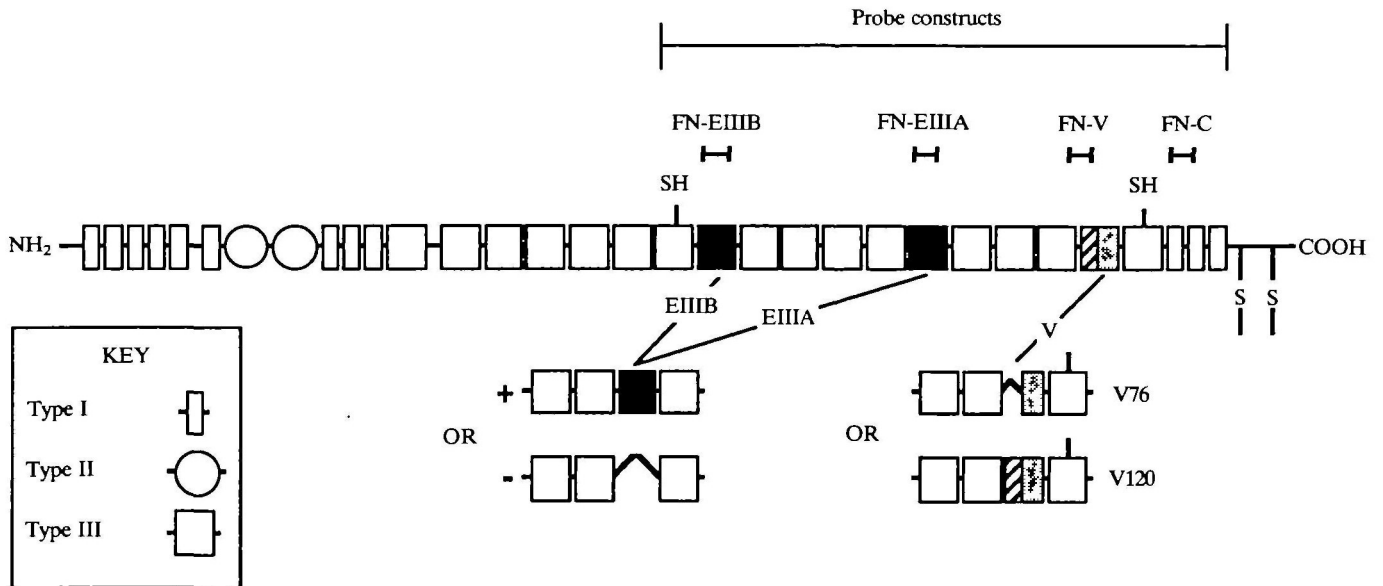 Probe constructs
FN-EIIIB
FN-EIIIA
FN-V
FN-C
SH
SH
NH₂
COOH
S
S
EIIIB
EIIIA
V
KEY
Type I
Type II
Type III
+
OR
-
V76
OR
V120